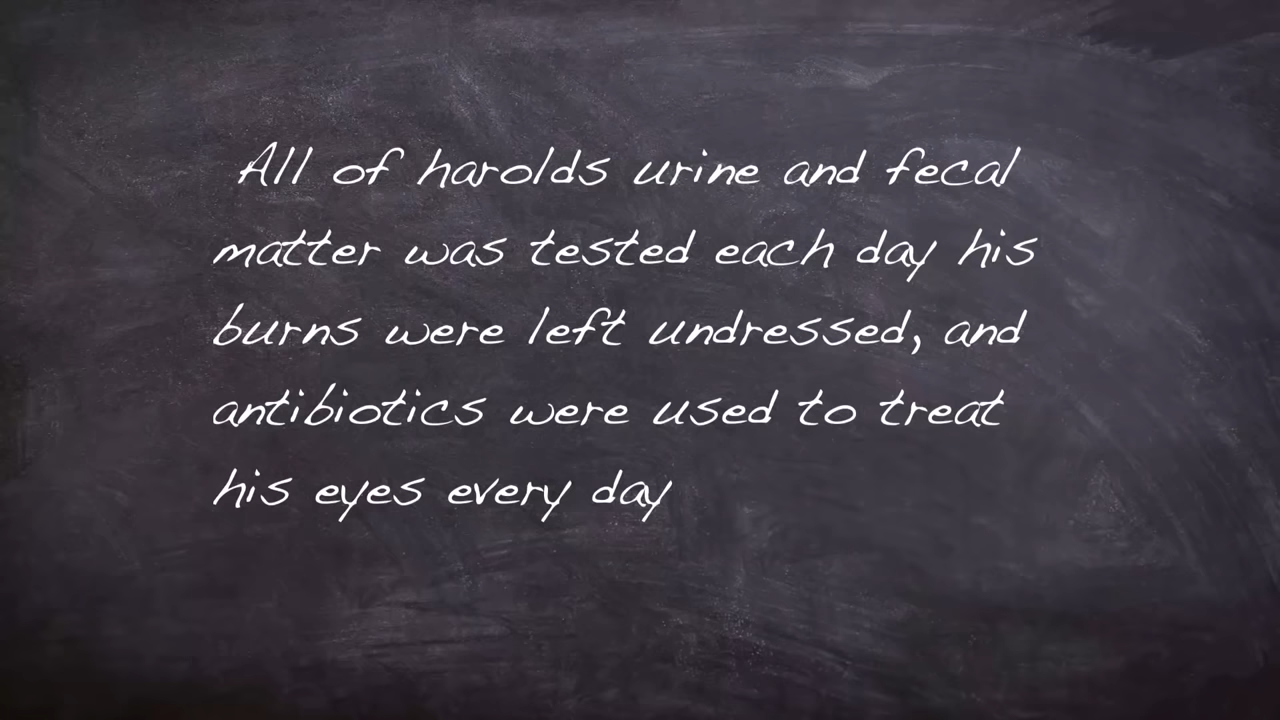 All of harolds urine and fecal
matter was tested each day his
burns were left undressed, and
antibiotics were used to treat
his eyes every day